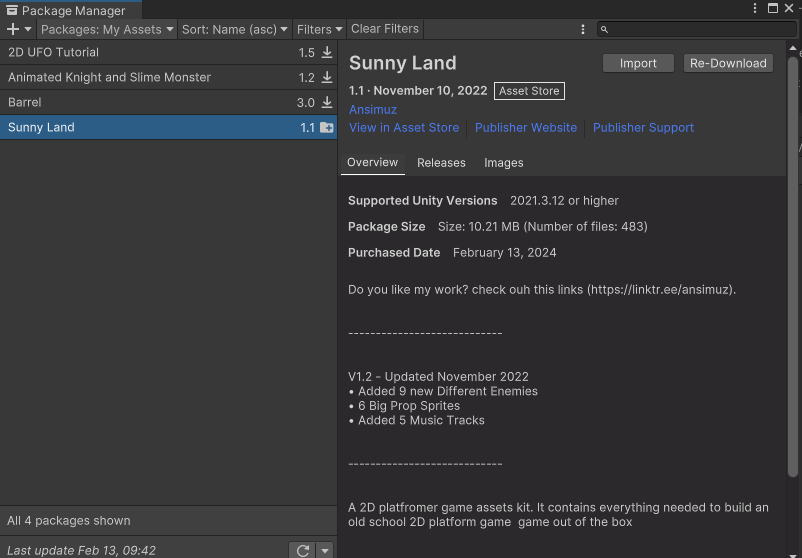 Package Manager
Packages: My Assets Sort: Name (asc) Filters Clear Filters
2D UFO Tutorial 1.5
Animated Knight and Slime Monster 1.2
Barrel 3.0
Sunny Land 1.1
All 4 packages shown
Last update Feb 13, 09:42
Sunny Land Import Re-Download
1.1 · November 10, 2022 Asset Store
Ansimuz
View in Asset Store Publisher Website Publisher Support
Overview Releases Images
Supported Unity Versions 2021.3.12 or higher
Package Size Size: 10.21 MB (Number of files: 483)
Purchased Date February 13, 2024
Do you like my work? check ouh this links (https://linktr.ee/ansimuz).
----------------------------
V1.2 - Updated November 2022
• Added 9 new Different Enemies
• 6 Big Prop Sprites
• Added 5 Music Tracks
----------------------------
A 2D platfromer game assets kit. It contains everything needed to build an
old school 2D platform game  game out of the box